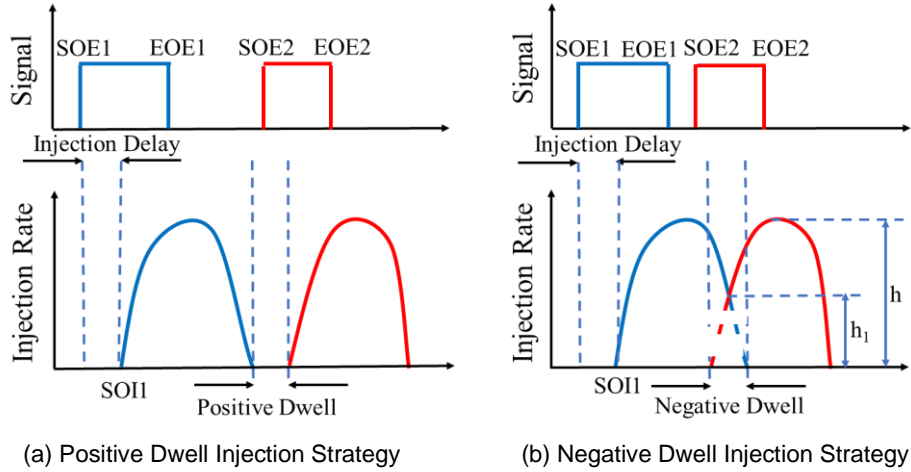 Signal
SOE1 EOE1 SOE2 EOE2
Injection Delay
Injection Rate
SOI1
Positive Dwell
(a) Positive Dwell Injection Strategy
Signal
SOE1 EOE1 SOE2 EOE2
Injection Delay
Injection Rate
h
h₁
SOI1
Negative Dwell
(b) Negative Dwell Injection Strategy